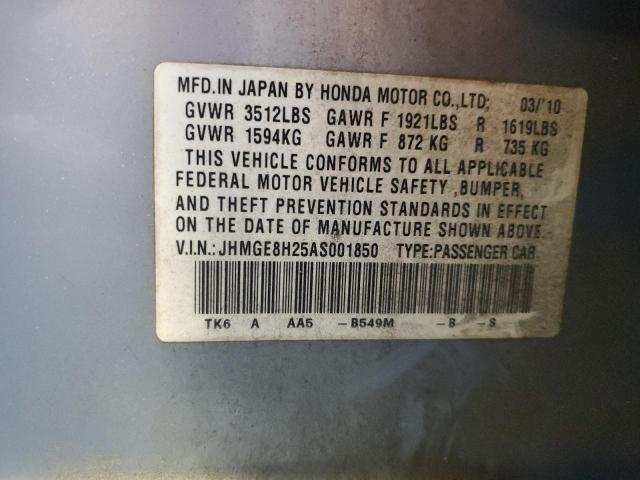 MFD.IN JAPAN BY HONDA MOTOR CO.,LTD; 03/'10
GVWR 3512LBS GAWR F 1921LBS R 1619LBS
GVWR 1594KG GAWR F 872 KG R 735 KG
THIS VEHICLE CONFORMS TO ALL APPLICABLE
FEDERAL MOTOR VEHICLE SAFETY ,BUMPER,
AND THEFT PREVENTION STANDARDS IN EFFECT
ON THE DATE OF MANUFACTURE SHOWN ABOVE.
V.I.N.: JHMGE8H25AS001850 TYPE:PASSENGER CAR
TK6 A AA5 -B549M -B -S